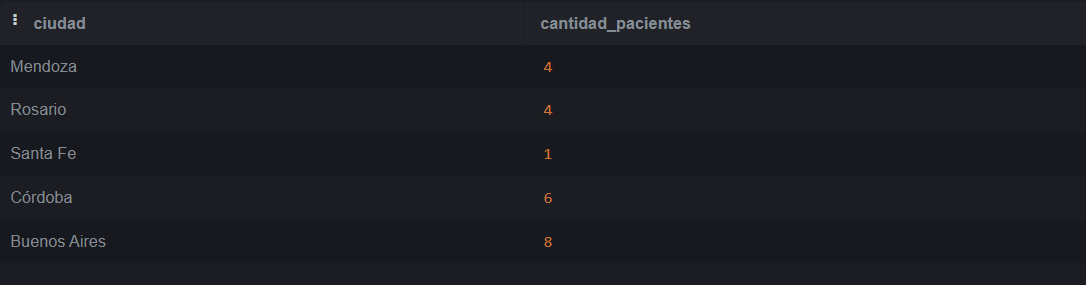 ciudad cantidad_pacientes
Mendoza 4
Rosario 4
Santa Fe 1
Córdoba 6
Buenos Aires 8